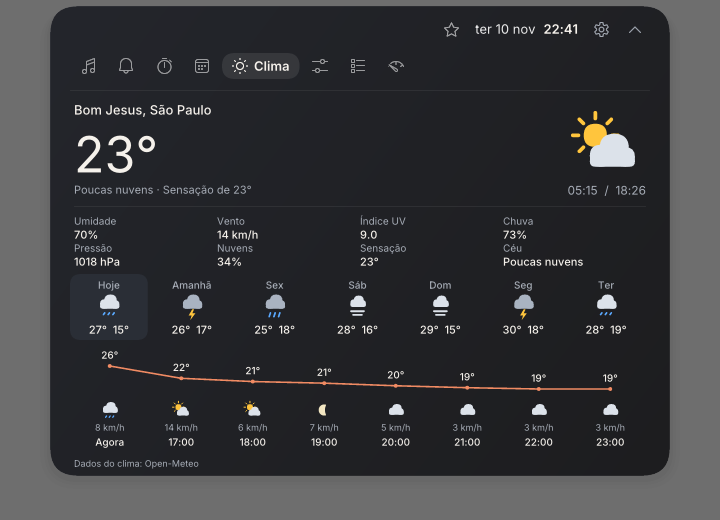 ter 10 nov 22:41
Clima
Bom Jesus, São Paulo
23°
Poucas nuvens · Sensação de 23°
05:15 / 18:26
Umidade Vento Índice UV Chuva
70% 14 km/h 9.0 73%
Pressão Nuvens Sensação Céu
1018 hPa 34% 23° Poucas nuvens
Hoje Amanhã Sex Sáb Dom Seg Ter
27° 15° 26° 17° 25° 18° 28° 16° 29° 15° 30° 18° 28° 19°
26° 22° 21° 21° 20° 19° 19° 19°
8 km/h 14 km/h 6 km/h 7 km/h 5 km/h 3 km/h 3 km/h 3 km/h
Agora 17:00 18:00 19:00 20:00 21:00 22:00 23:00
Dados do clima: Open-Meteo